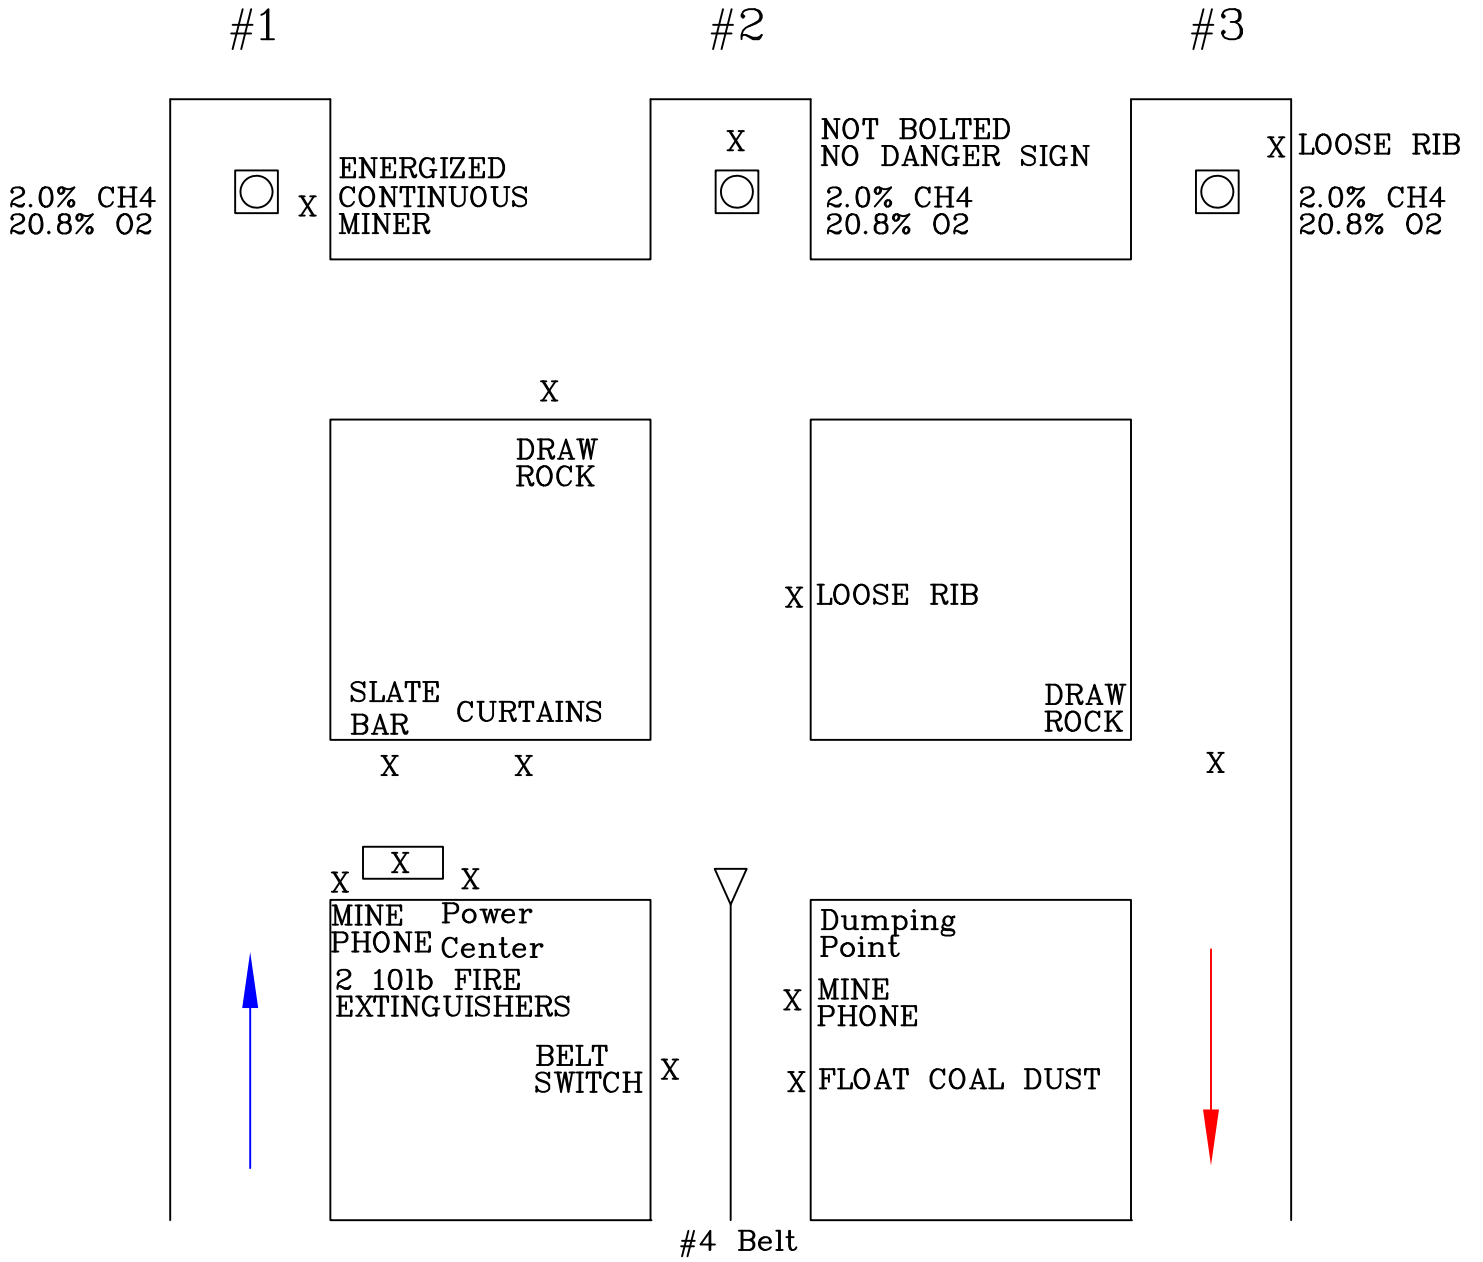 #1
#2
#3
ENERGIZED
CONTINUOUS
MINER
X
2.0% CH4
20.8% O2
X
NOT BOLTED
NO DANGER SIGN
2.0% CH4
20.8% O2
X
LOOSE RIB
2.0% CH4
20.8% O2
X
DRAW
ROCK
X
LOOSE RIB
SLATE
BAR
CURTAINS
X
X
DRAW
ROCK
X
X
X
X
MINE
PHONE
Power
Center
2 10lb FIRE
EXTINGUISHERS
BELT
SWITCH
X
Dumping
Point
X
MINE
PHONE
X
FLOAT COAL DUST
#4 Belt